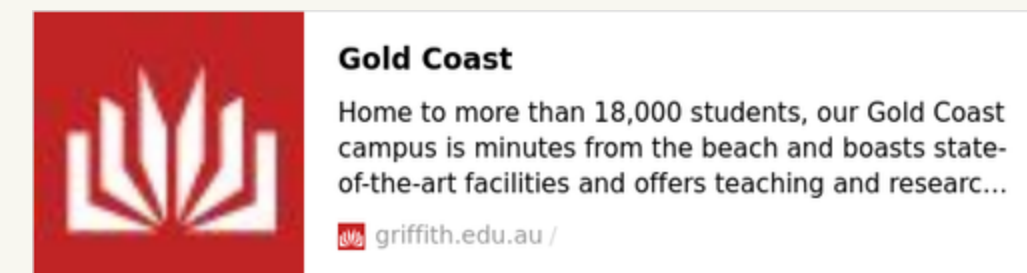 Gold Coast
Home to more than 18,000 students, our Gold Coast
campus is minutes from the beach and boasts state-
of-the-art facilities and offers teaching and researc...
griffith.edu.au /